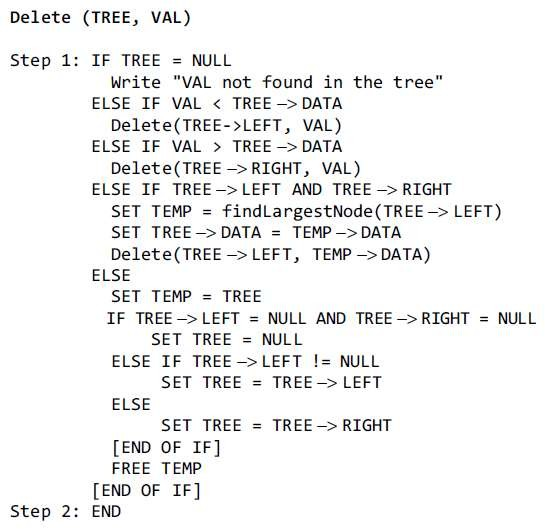 Delete (TREE, VAL)
Step 1: IF TREE = NULL
Write "VAL not found in the tree"
ELSE IF VAL < TREE —> DATA
Delete(TREE->LEFT, VAL)
ELSE IF VAL > TREE —> DATA
Delete(TREE —> RIGHT, VAL)
ELSE IF TREE —> LEFT AND TREE —> RIGHT
SET TEMP = findLargestNode(TREE —> LEFT)
SET TREE —> DATA = TEMP —> DATA
Delete(TREE —> LEFT, TEMP —> DATA)
ELSE
SET TEMP = TREE
IF TREE —> LEFT = NULL AND TREE —> RIGHT = NULL
SET TREE = NULL
ELSE IF TREE —> LEFT != NULL
SET TREE = TREE —> LEFT
ELSE
SET TREE = TREE —> RIGHT
[END OF IF]
FREE TEMP
[END OF IF]
Step 2: END